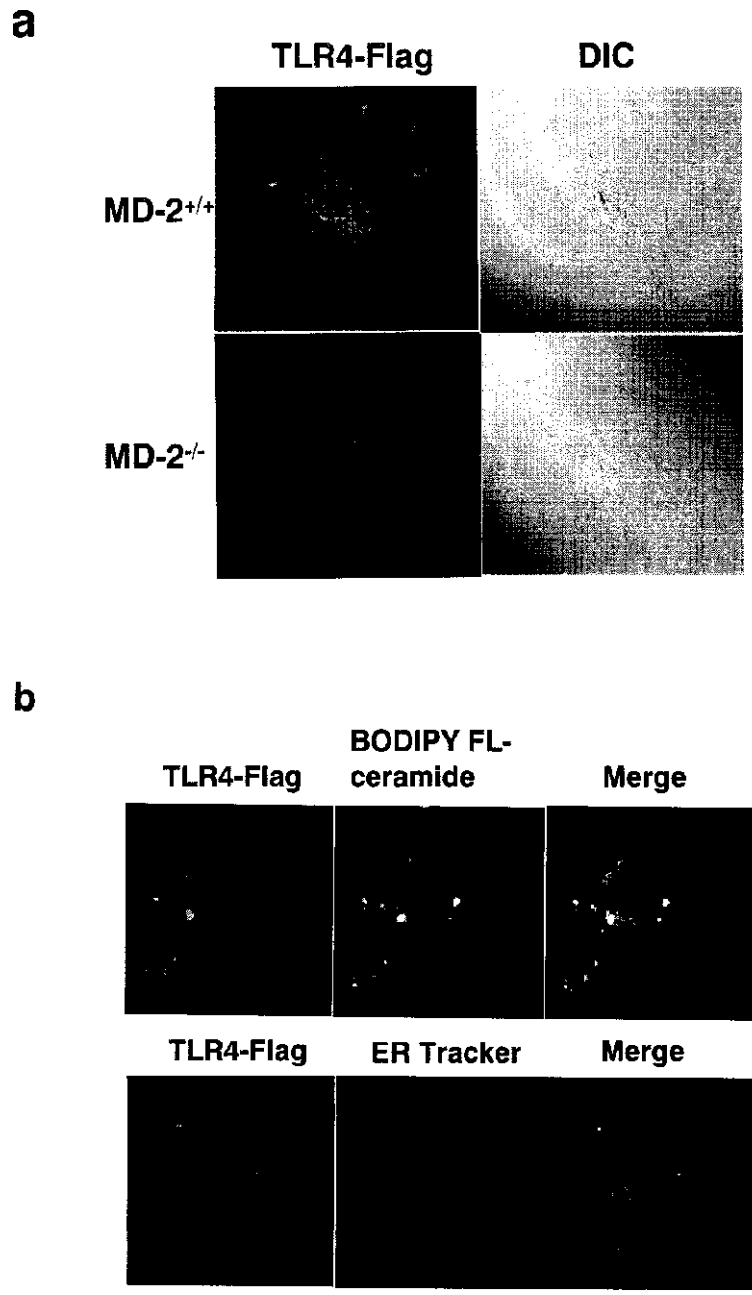 a
TLR4-Flag DIC
MD-2+/+
MD-2-/-
b
TLR4-Flag BODIPY FL-ceramide Merge
TLR4-Flag ER Tracker Merge